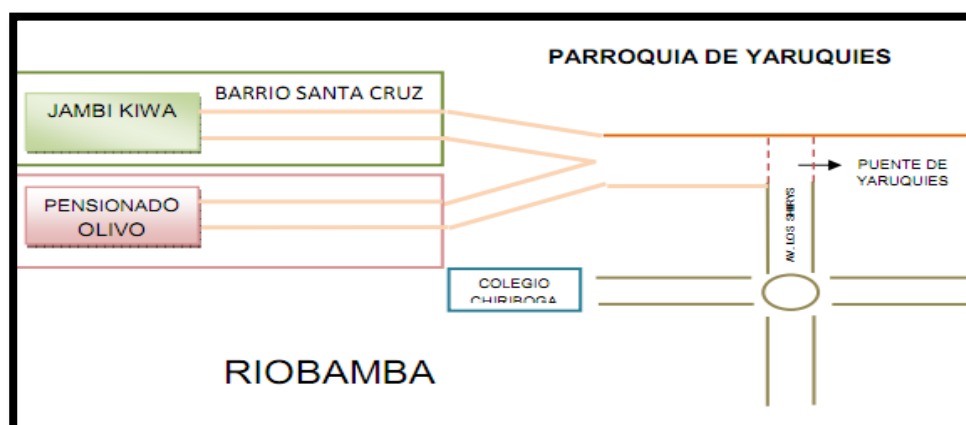 PARROQUIA DE YARUQUIES
BARRIO SANTA CRUZ
JAMBI KIWA
PUENTE DE
YARUQUIES
PENSIONADO
OLIVO
AV. LOS SHIRYS
COLEGIO
CHIRIBOGA
RIOBAMBA